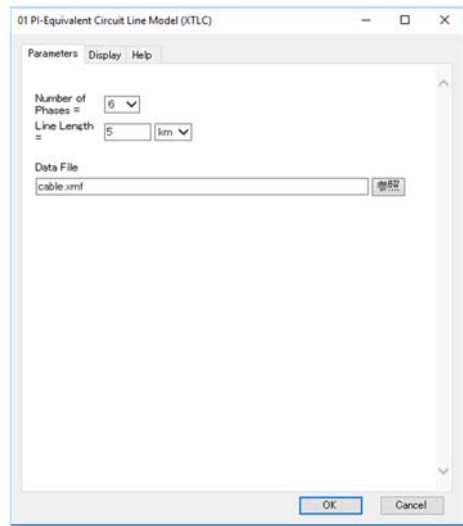 01 PI-Equivalent Circuit Line Model (XTLC)
Parameters Display Help
Number of
Phases = 6
Line Length
= 5 km
Data File
cable.xmf 参照
OK Cancel